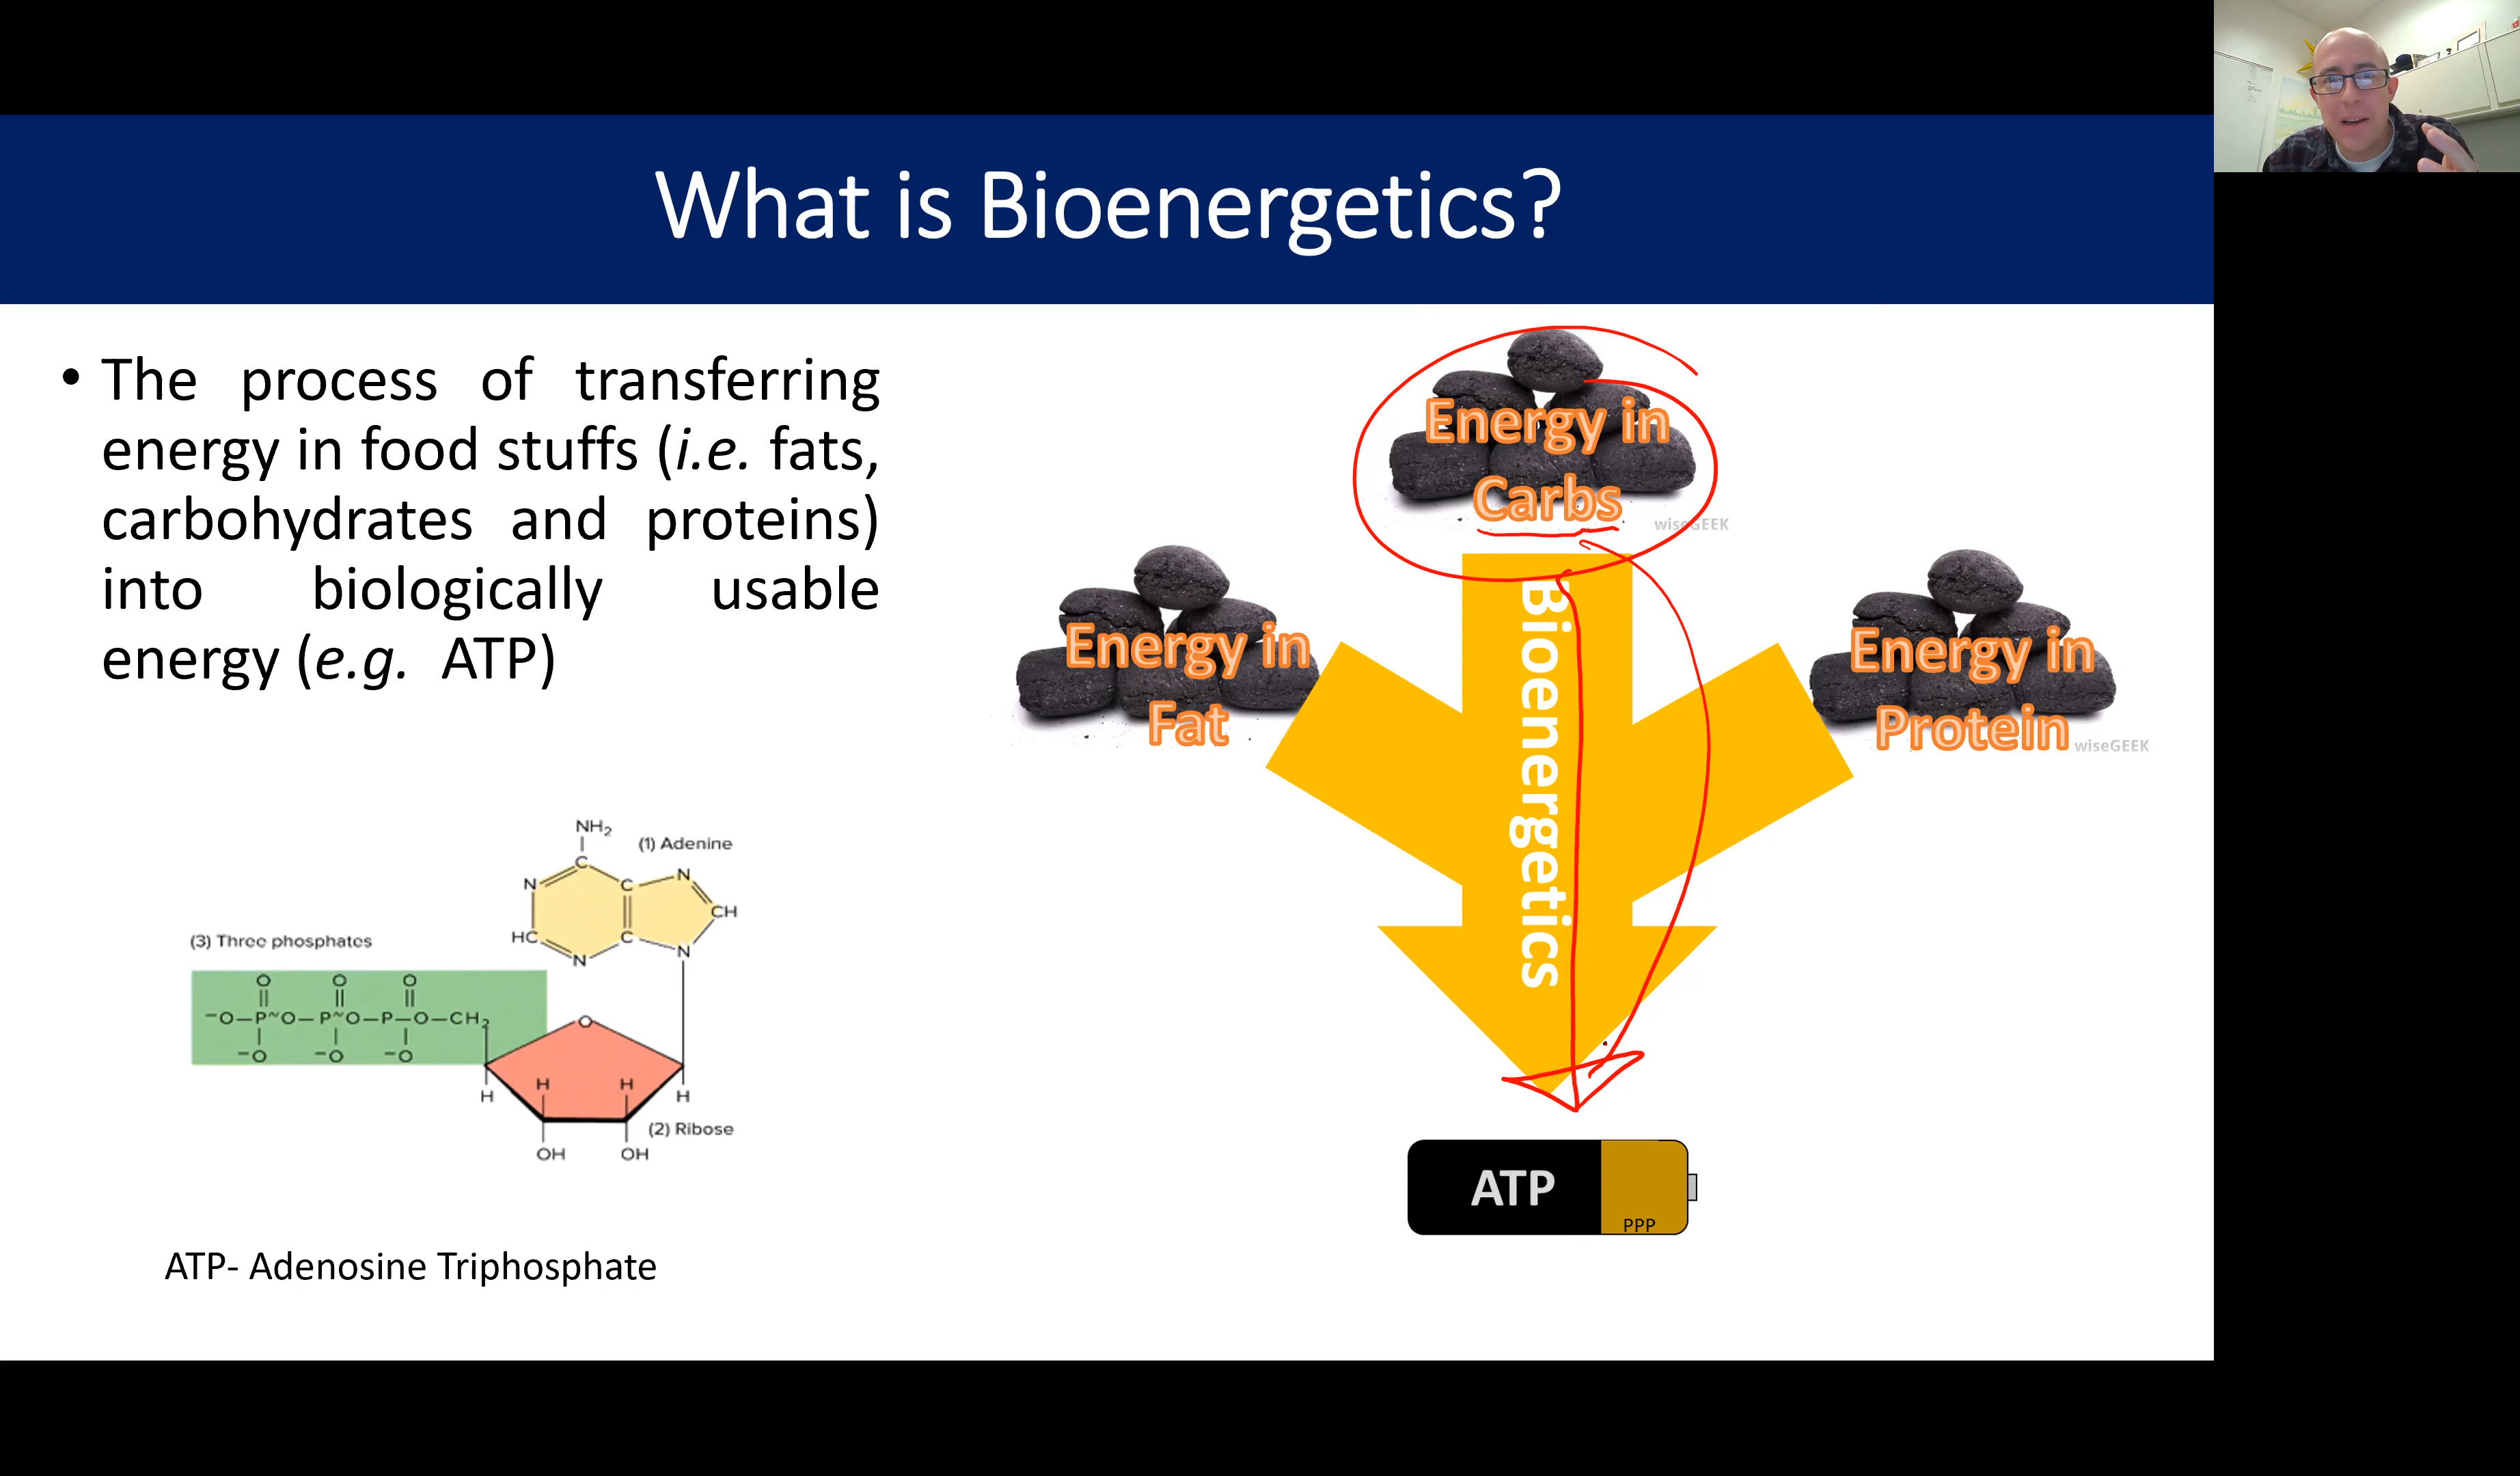 What is Bioenergetics?
• The process of transferring
energy in food stuffs (i.e. fats,
carbohydrates and proteins)
into biologically usable
energy (e.g. ATP)
NH2
(1) Adenine
C
N
C
N
CH
HC
C
N
N
(3) Three phosphates
O O O
−O—P~O—P~O—P—O—CH2
−O −O −O
O
H H
H H
(2) Ribose
OH OH
ATP- Adenosine Triphosphate
Energy in
Carbs
wiseGEEK
Energy in
Fat
Energy in
Protein
wiseGEEK
Bioenergetics
ATP
PPP